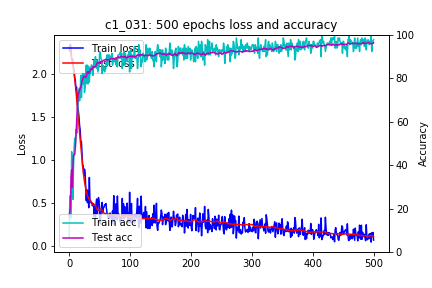 c1_031: 500 epochs loss and accuracy
Train loss
Test loss
Train acc
Test acc
Loss
2.0
1.5
1.0
0.5
0.0
Accuracy
100
80
60
40
20
0
0
100
200
300
400
500